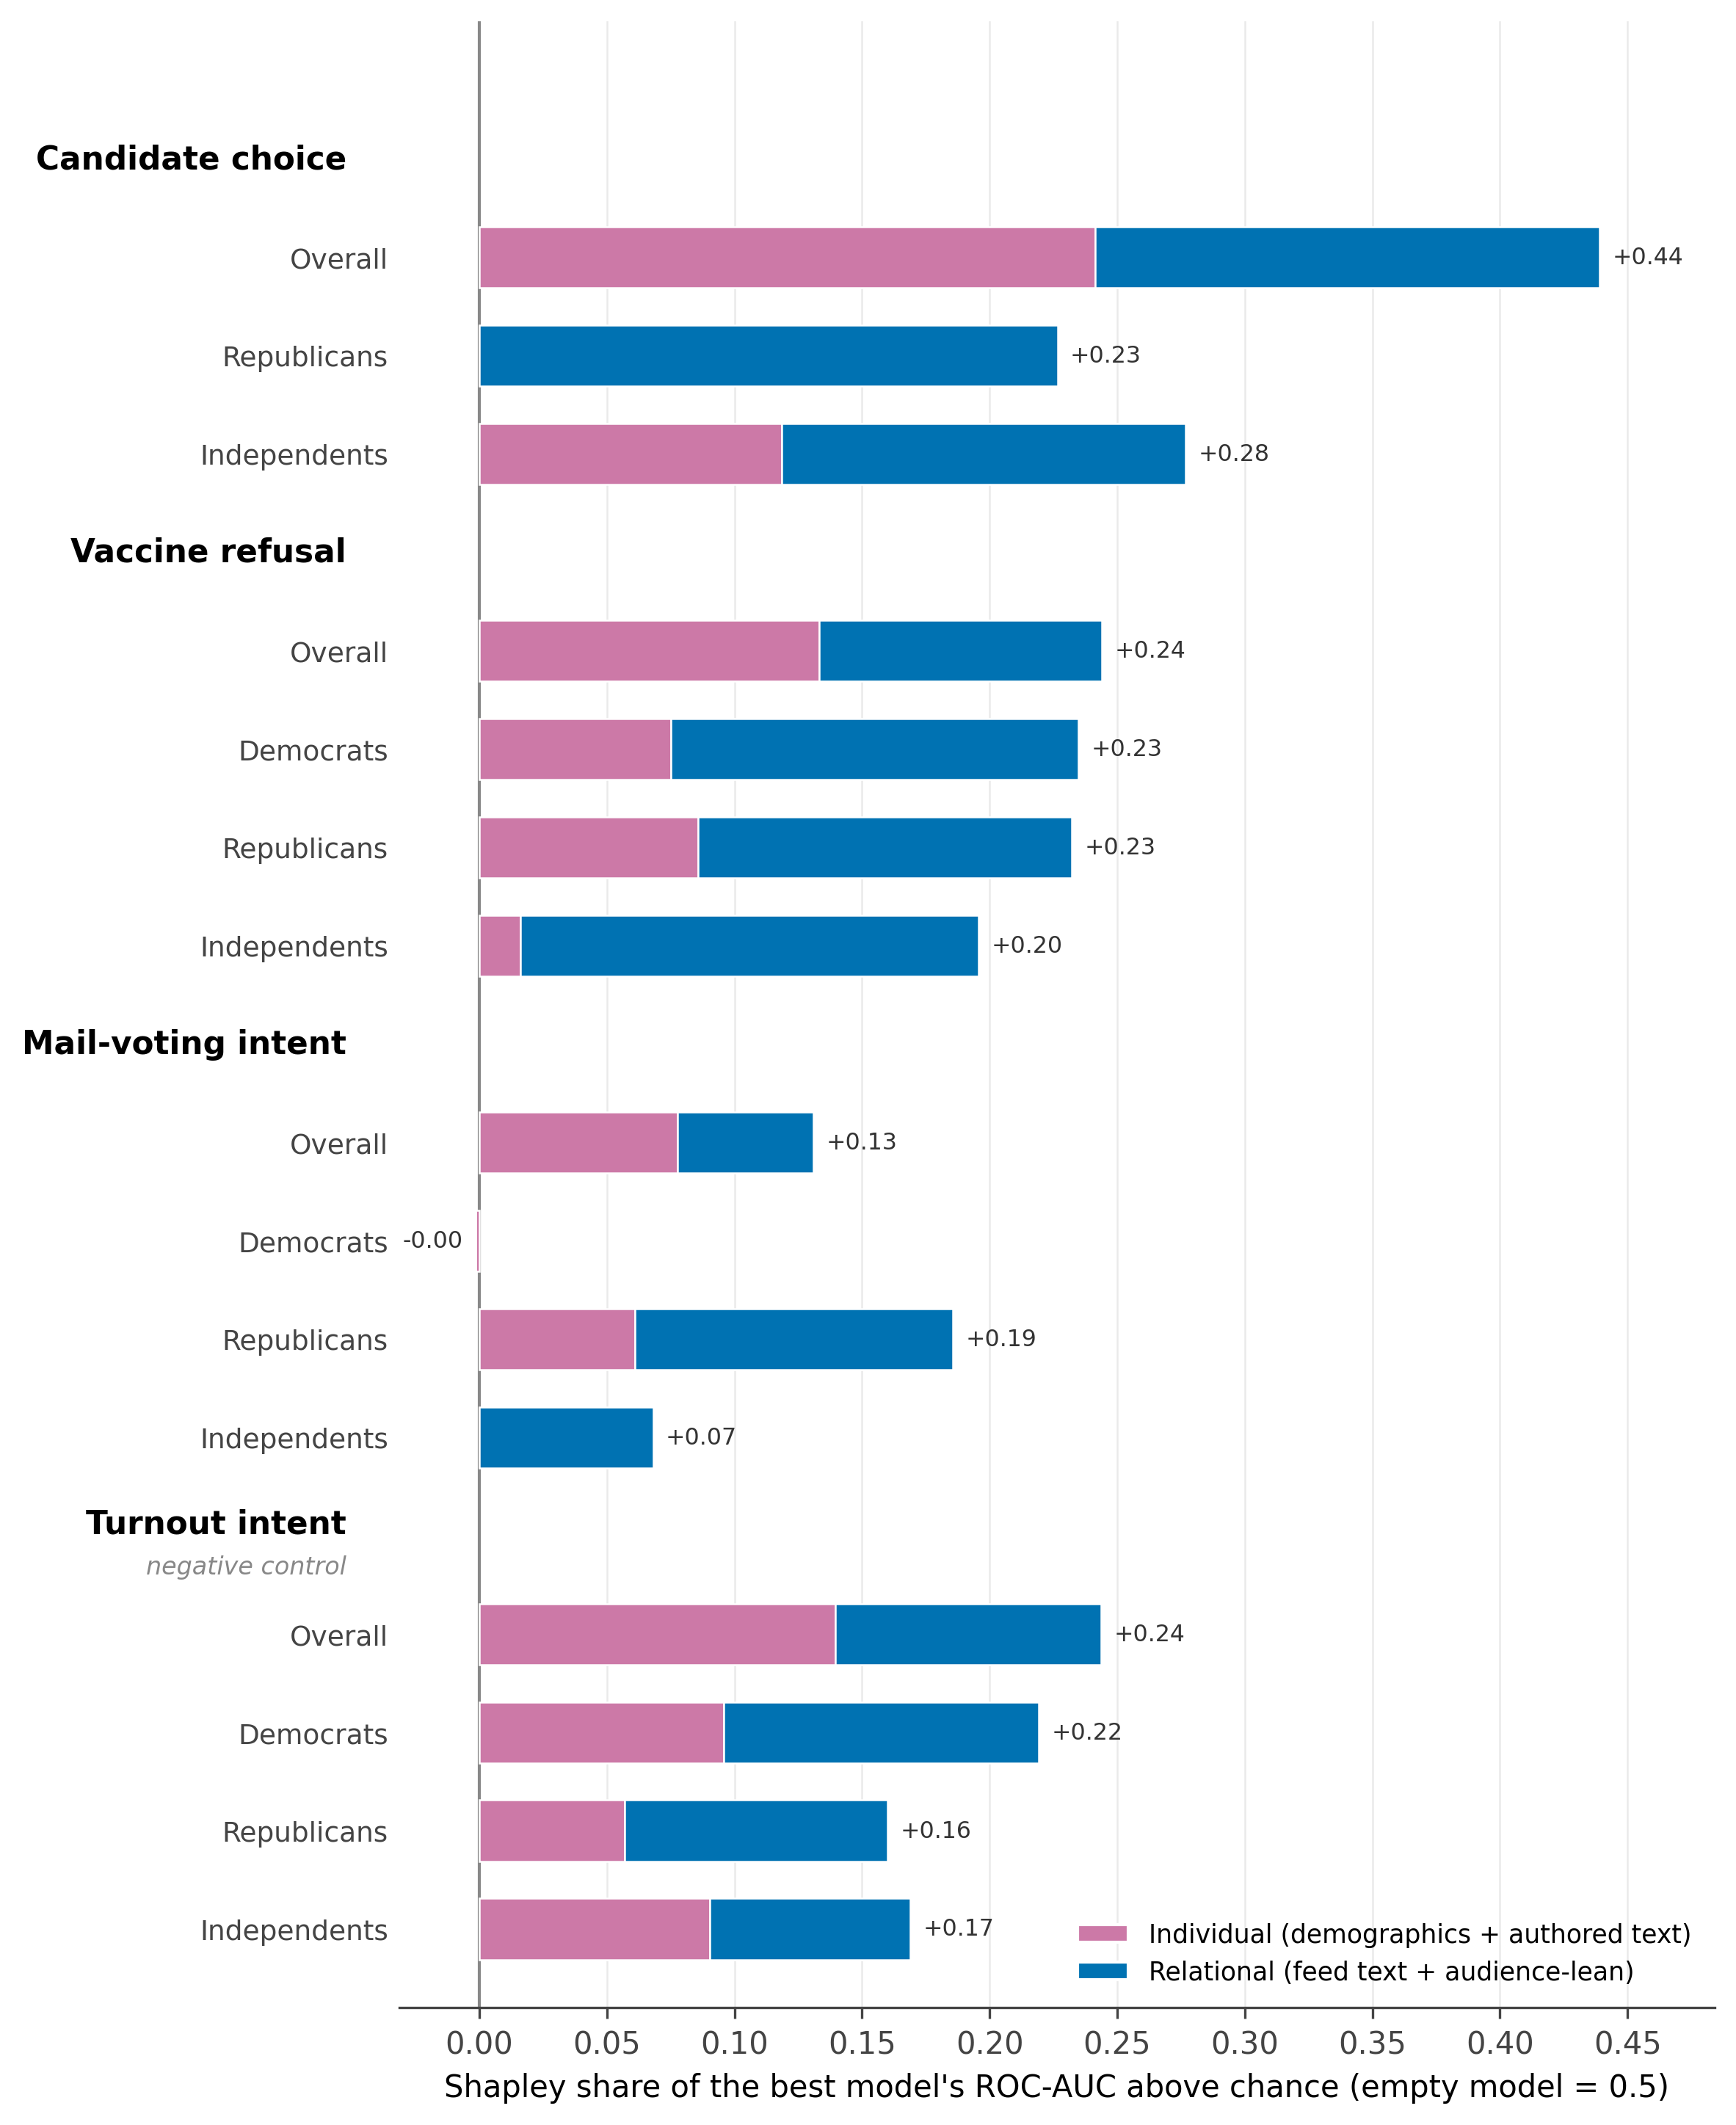 Candidate choice
Overall
+0.44
Republicans
+0.23
Independents
+0.28
Vaccine refusal
Overall
+0.24
Democrats
+0.23
Republicans
+0.23
Independents
+0.20
Mail-voting intent
Overall
+0.13
Democrats
-0.00
Republicans
+0.19
Independents
+0.07
Turnout intent
negative control
Overall
+0.24
Democrats
+0.22
Republicans
+0.16
Independents
+0.17
Individual (demographics + authored text)
Relational (feed text + audience-lean)
0.00 0.05 0.10 0.15 0.20 0.25 0.30 0.35 0.40 0.45
Shapley share of the best model's ROC-AUC above chance (empty model = 0.5)